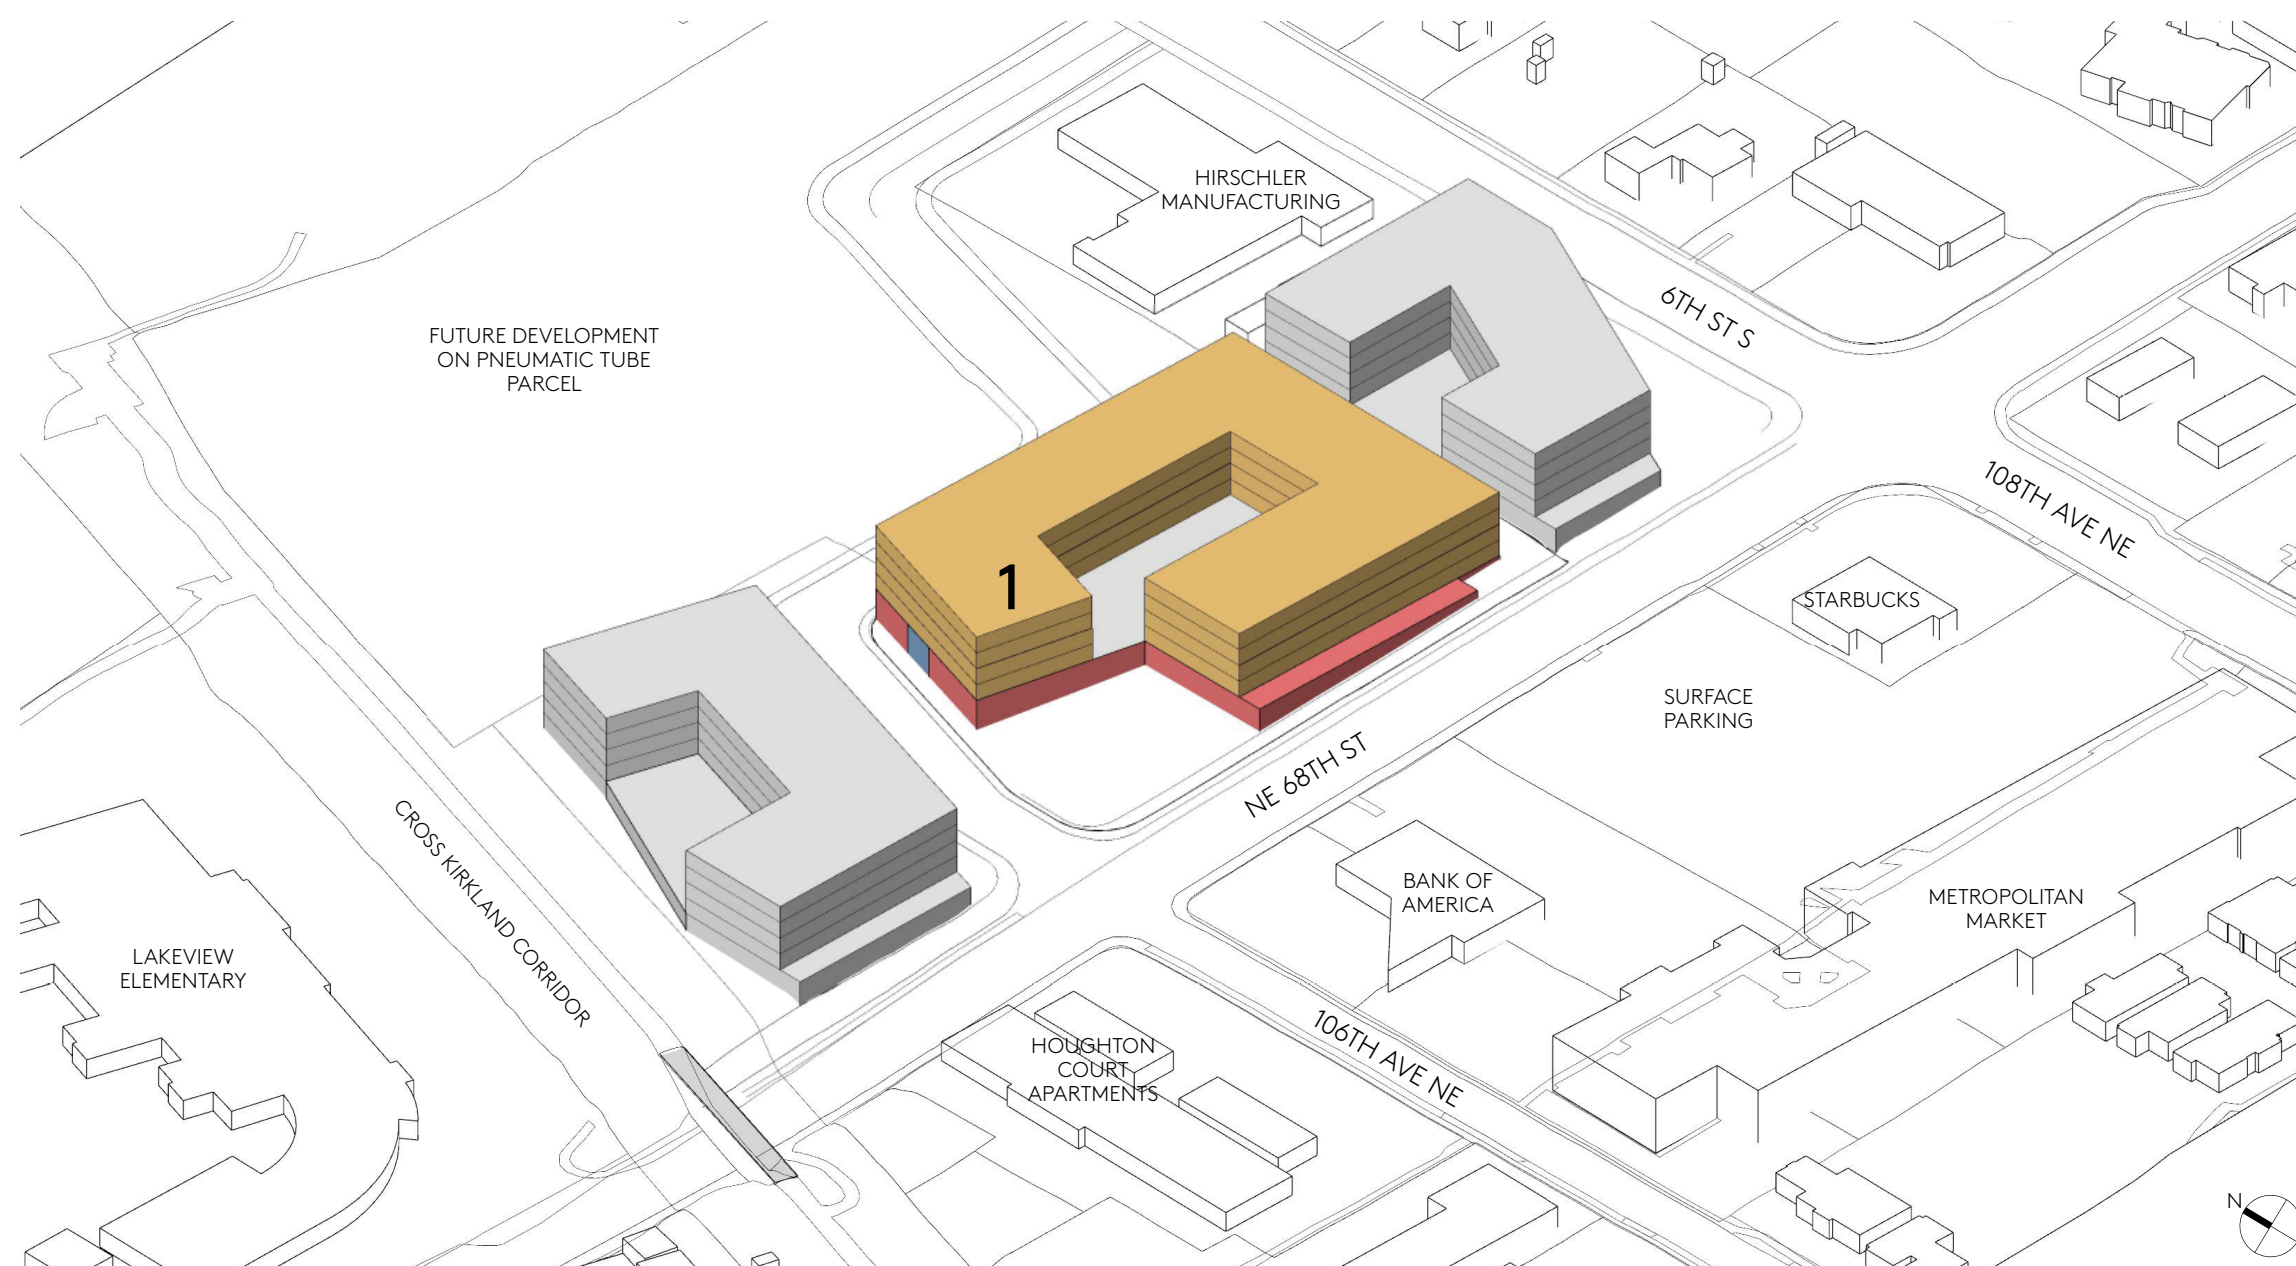 HIRSCHLER
MANUFACTURING
6TH ST S
FUTURE DEVELOPMENT
ON PNEUMATIC TUBE
PARCEL
108TH AVE NE
1
STARBUCKS
SURFACE
PARKING
NE 68TH ST
CROSS KIRKLAND CORRIDOR
BANK OF
AMERICA
METROPOLITAN
MARKET
LAKEVIEW
ELEMENTARY
106TH AVE NE
HOUGHTON
COURT
APARTMENTS
N